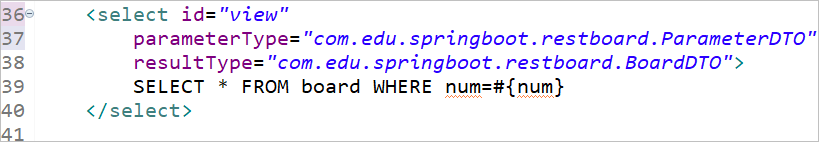 36 <select id="view"
37 parameterType="com.edu.springboot.restboard.ParameterDTO"
38 resultType="com.edu.springboot.restboard.BoardDTO">
39 SELECT * FROM board WHERE num=#{num}
40 </select>
41